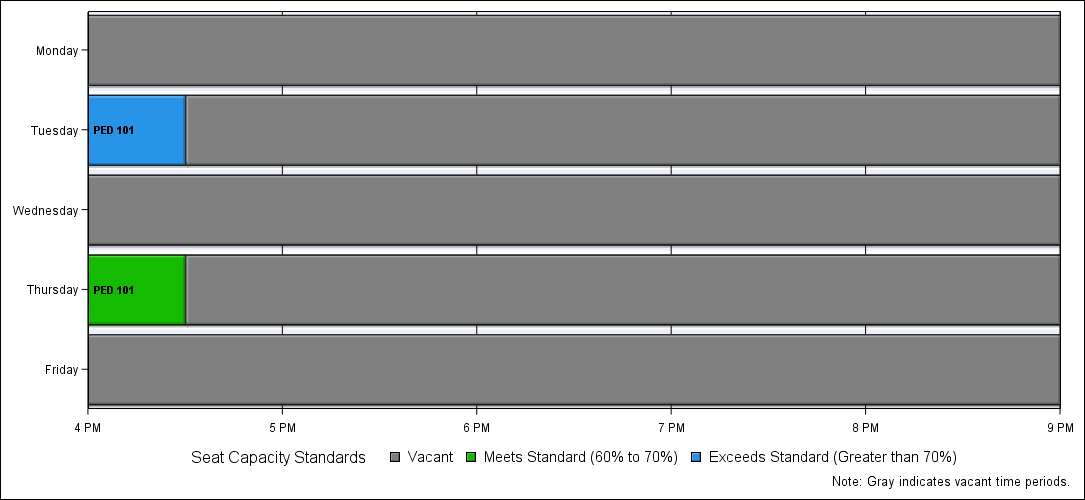 Monday
Tuesday
PED 101
Wednesday
Thursday
PED 101
Friday
4 PM 5 PM 6 PM 7 PM 8 PM 9 PM
Seat Capacity Standards Vacant Meets Standard (60% to 70%) Exceeds Standard (Greater than 70%)
Note: Gray indicates vacant time periods.